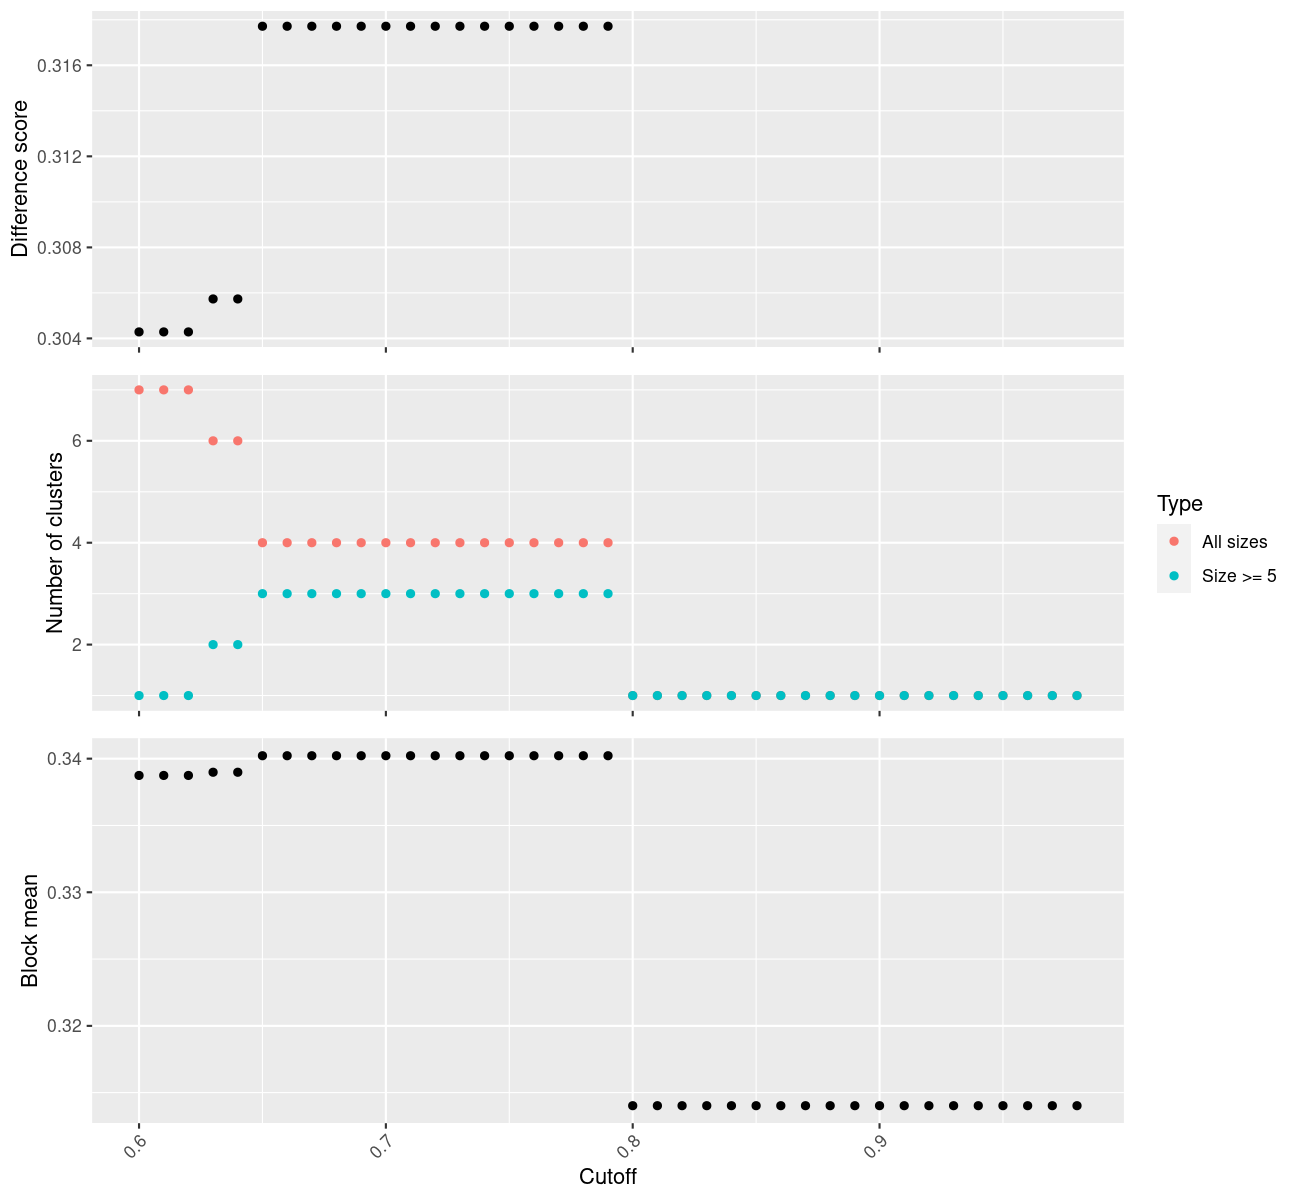 Difference score
0.316
0.312
0.308
0.304
Number of clusters
6
4
2
Type
All sizes
Size >= 5
Block mean
0.34
0.33
0.32
0.6
0.7
0.8
0.9
Cutoff